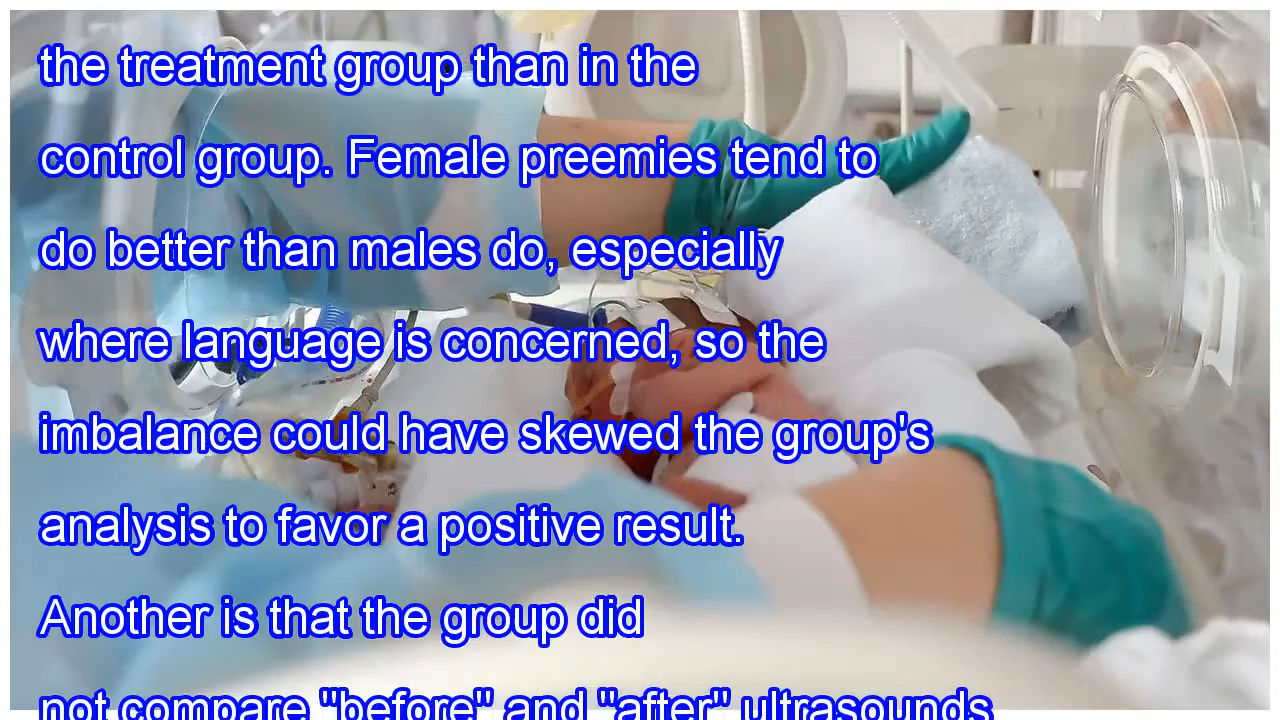 the treatment group than in the
control group. Female preemies tend to
do better than males do, especially
where language is concerned, so the
imbalance could have skewed the group's
analysis to favor a positive result.
Another is that the group did
not compare "before" and "after" ultrasounds